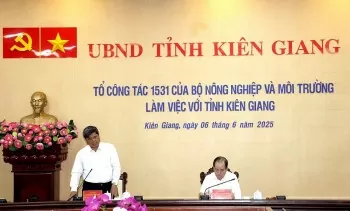 UBND TỈNH KIÊN GIANG
TỔ CÔNG TÁC 1531 CỦA BỘ NÔNG NGHIỆP VÀ MÔI TRƯỜNG
LÀM VIỆC VỚI TỈNH KIÊN GIANG
Kiên Giang, ngày 06 tháng 6 năm 2025